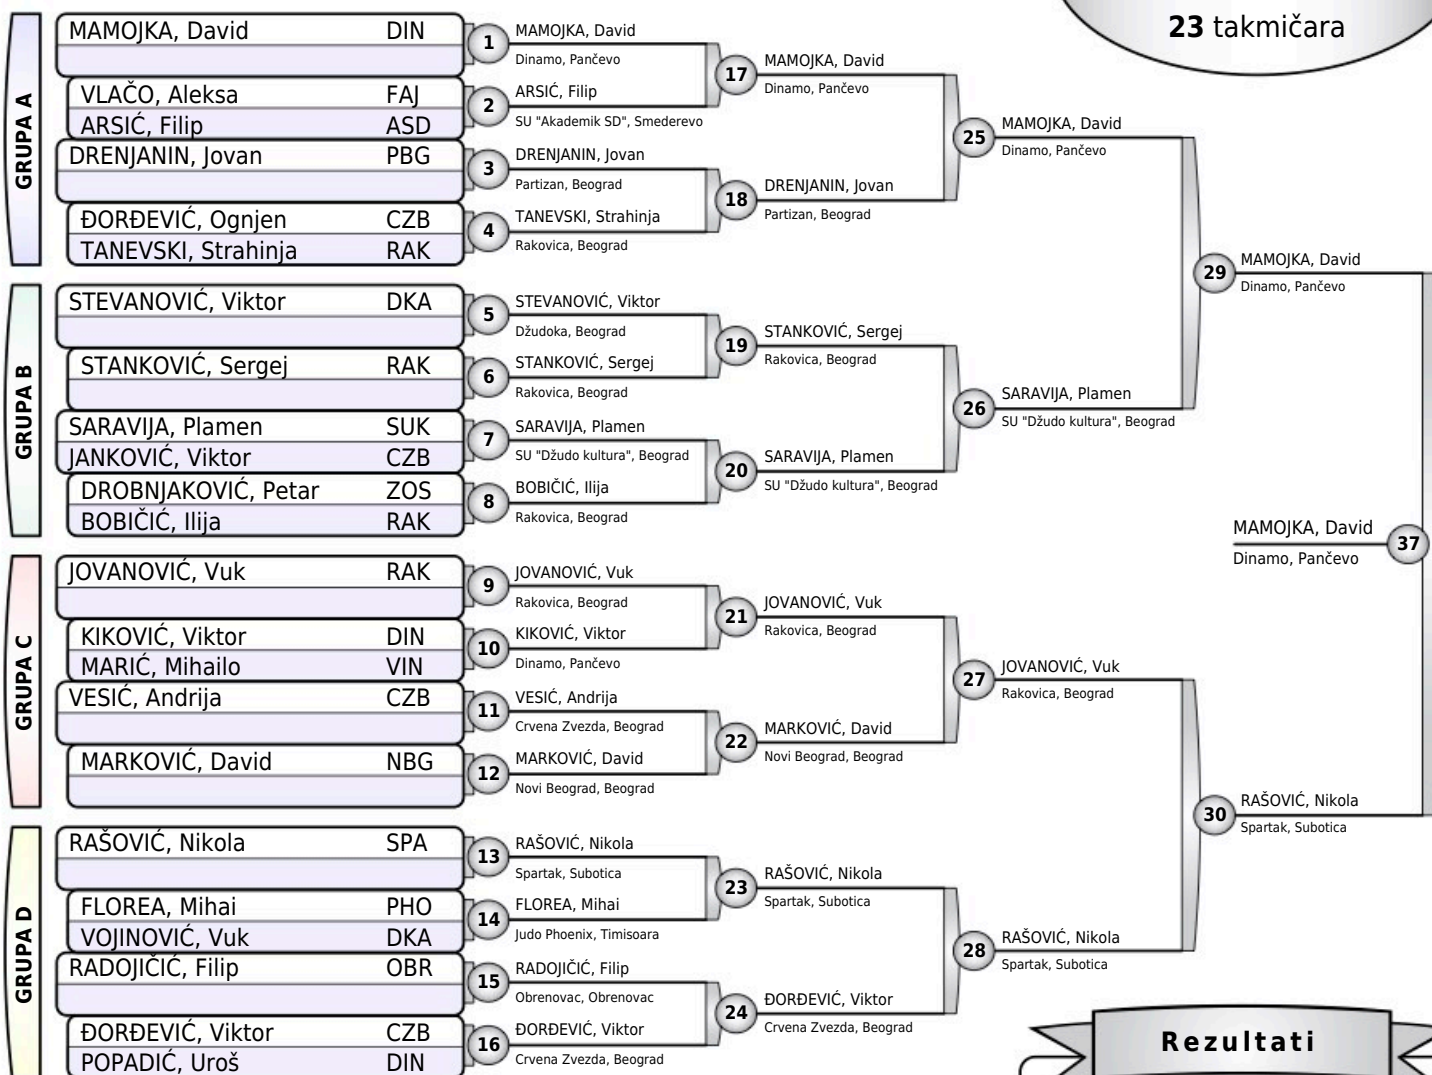 23 takmičara
GRUPA A
MAMOJKA, David DIN
VLAČO, Aleksa FAJ
ARSIĆ, Filip ASD
DRENJANIN, Jovan PBG
ĐORĐEVIĆ, Ognjen CZB
TANEVSKI, Strahinja RAK
GRUPA B
STEVANOVIĆ, Viktor DKA
STANKOVIĆ, Sergej RAK
SARAVIJA, Plamen SUK
JANKOVIĆ, Viktor CZB
DROBNJAKOVIĆ, Petar ZOS
BOBIČIĆ, Ilija RAK
GRUPA C
JOVANOVIĆ, Vuk RAK
KIKOVIĆ, Viktor DIN
MARIĆ, Mihailo VIN
VESIĆ, Andrija CZB
MARKOVIĆ, David NBG
GRUPA D
RAŠOVIĆ, Nikola SPA
FLOREA, Mihai PHO
VOJINOVIĆ, Vuk DKA
RADOJIČIĆ, Filip OBR
ĐORĐEVIĆ, Viktor CZB
POPADIĆ, Uroš DIN
1
MAMOJKA, David
Dinamo, Pančevo
2
ARSIĆ, Filip
SU "Akademik SD", Smederevo
3
DRENJANIN, Jovan
Partizan, Beograd
4
TANEVSKI, Strahinja
Rakovica, Beograd
5
STEVANOVIĆ, Viktor
Džudoka, Beograd
6
STANKOVIĆ, Sergej
Rakovica, Beograd
7
SARAVIJA, Plamen
SU "Džudo kultura", Beograd
8
BOBIČIĆ, Ilija
Rakovica, Beograd
9
JOVANOVIĆ, Vuk
Rakovica, Beograd
10
KIKOVIĆ, Viktor
Dinamo, Pančevo
11
VESIĆ, Andrija
Crvena Zvezda, Beograd
12
MARKOVIĆ, David
Novi Beograd, Beograd
13
RAŠOVIĆ, Nikola
Spartak, Subotica
14
FLOREA, Mihai
Judo Phoenix, Timisoara
15
RADOJIČIĆ, Filip
Obrenovac, Obrenovac
16
ĐORĐEVIĆ, Viktor
Crvena Zvezda, Beograd
17
MAMOJKA, David
Dinamo, Pančevo
18
DRENJANIN, Jovan
Partizan, Beograd
19
STANKOVIĆ, Sergej
Rakovica, Beograd
20
SARAVIJA, Plamen
SU "Džudo kultura", Beograd
21
JOVANOVIĆ, Vuk
Rakovica, Beograd
22
MARKOVIĆ, David
Novi Beograd, Beograd
23
RAŠOVIĆ, Nikola
Spartak, Subotica
24
ĐORĐEVIĆ, Viktor
Crvena Zvezda, Beograd
25
MAMOJKA, David
Dinamo, Pančevo
26
SARAVIJA, Plamen
SU "Džudo kultura", Beograd
27
JOVANOVIĆ, Vuk
Rakovica, Beograd
28
RAŠOVIĆ, Nikola
Spartak, Subotica
29
MAMOJKA, David
Dinamo, Pančevo
30
RAŠOVIĆ, Nikola
Spartak, Subotica
MAMOJKA, David
Dinamo, Pančevo
37
Rezultati